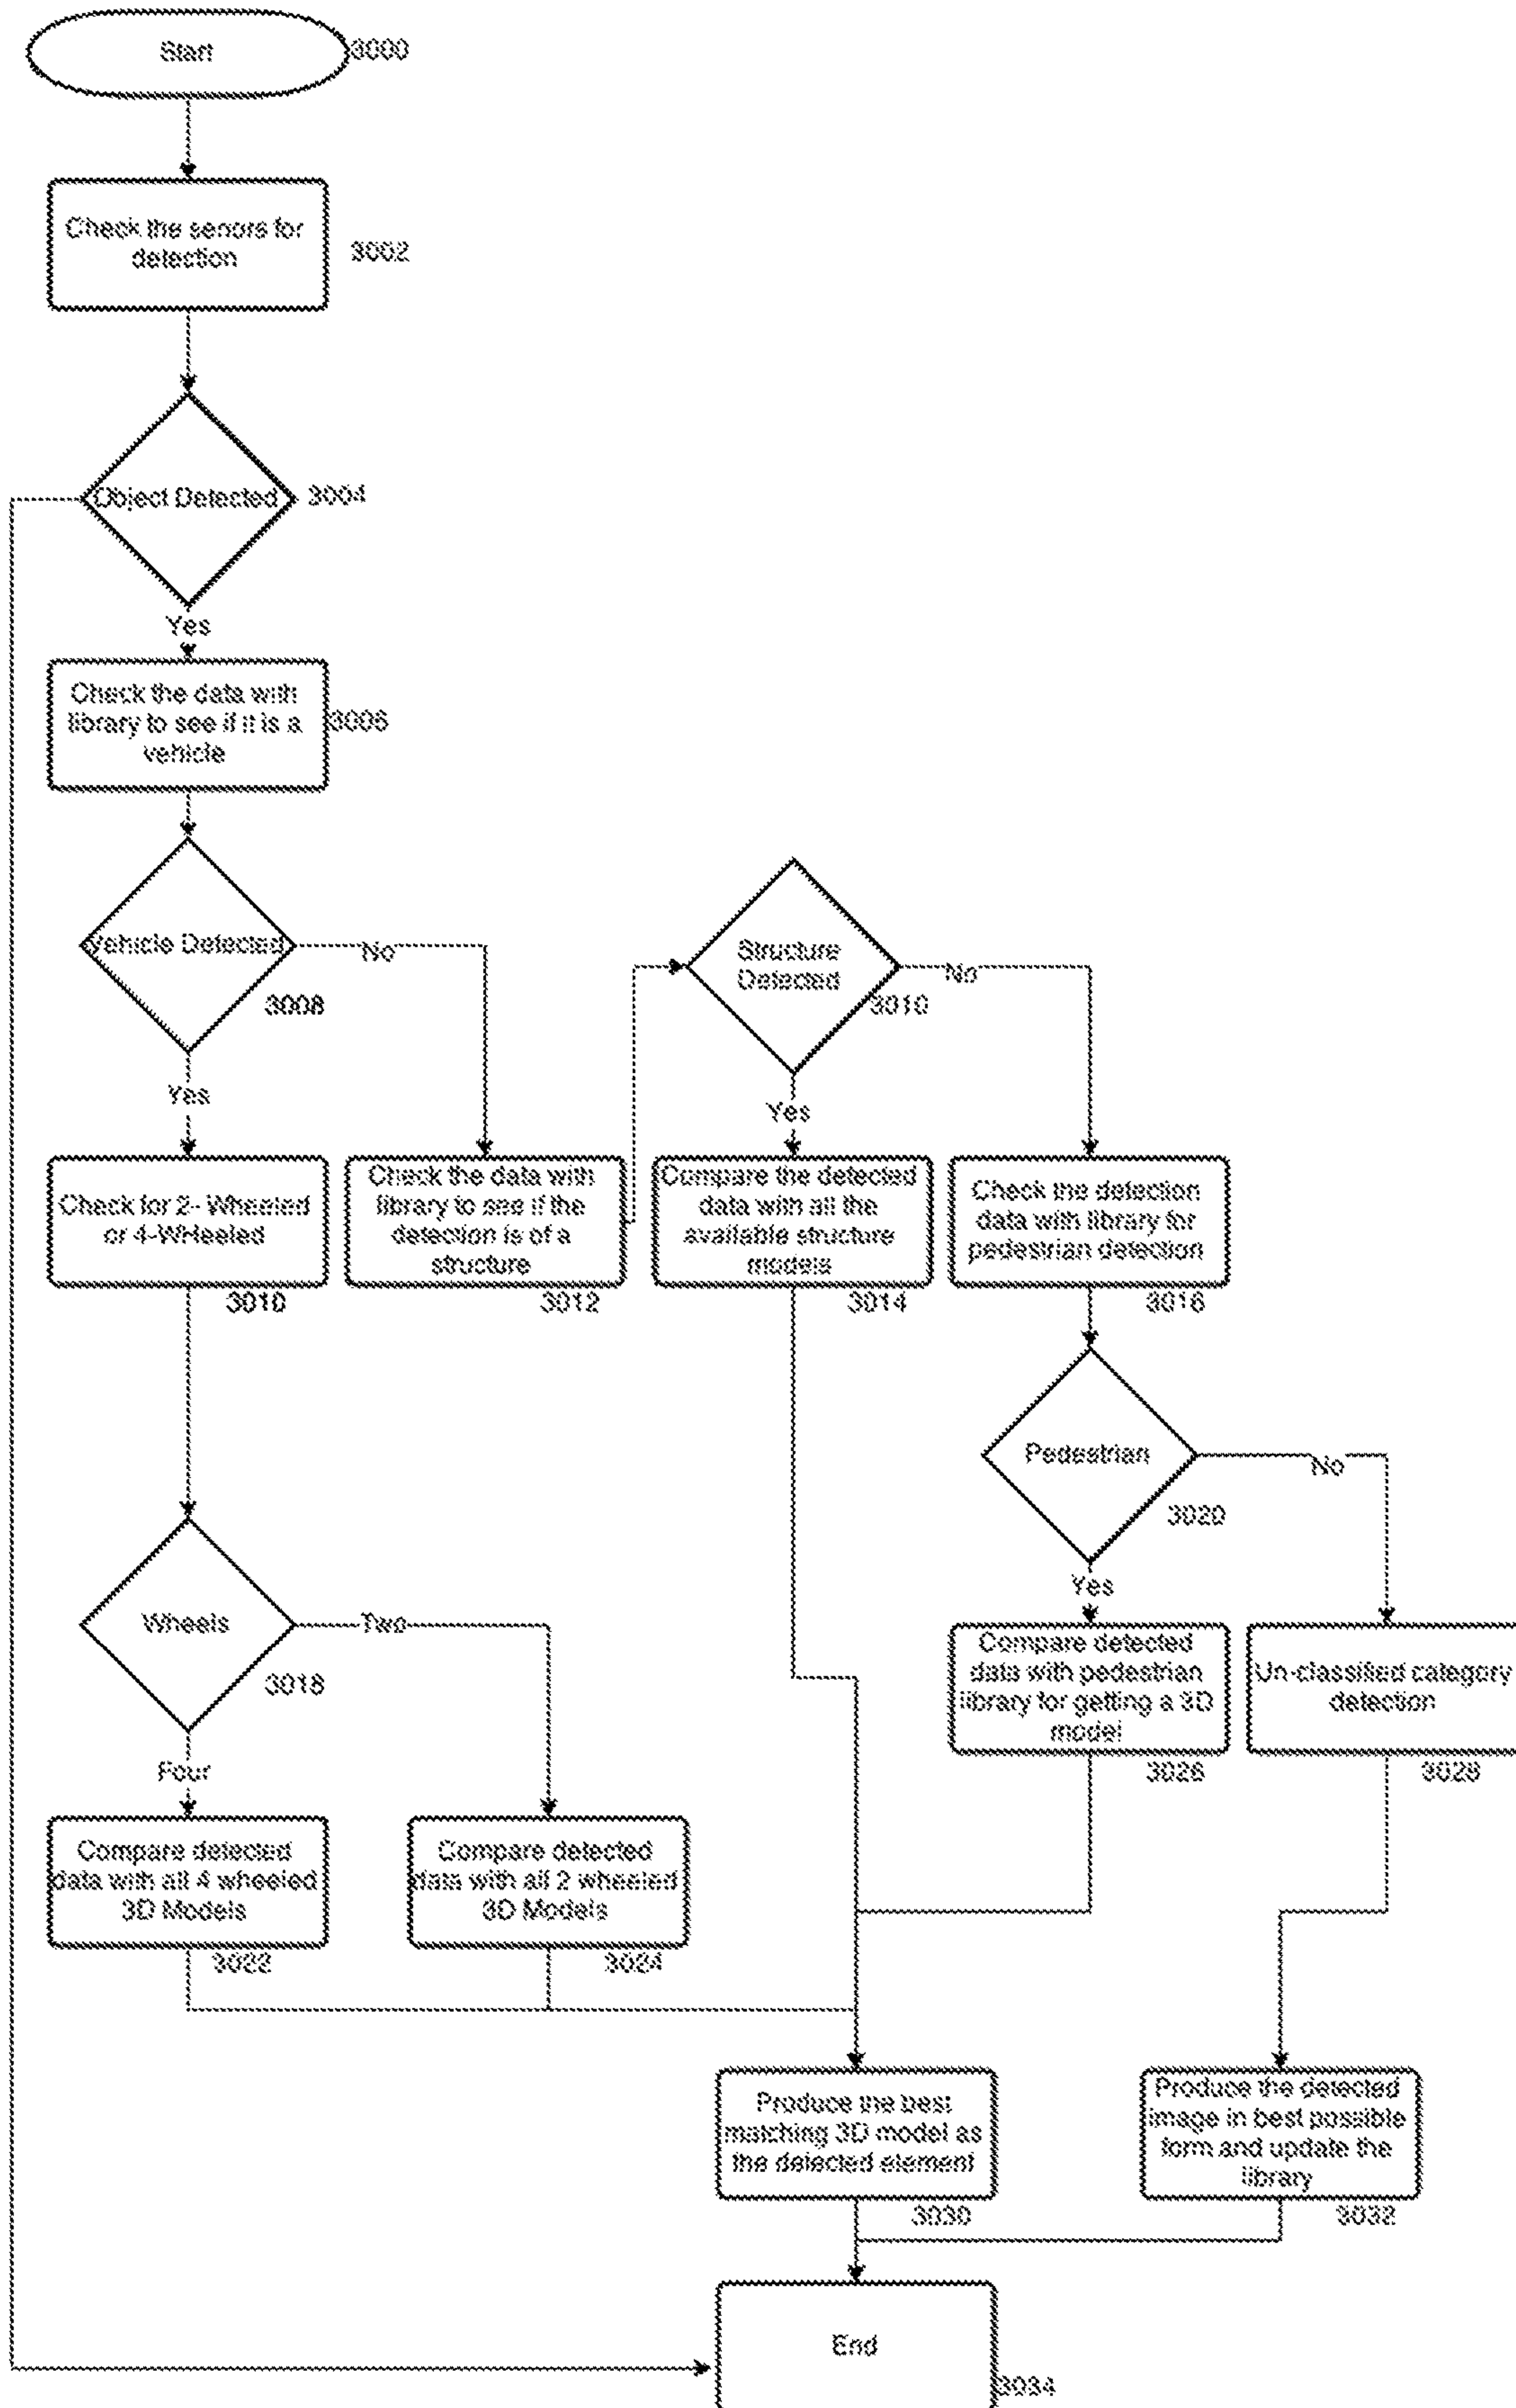 Start
3000
Check the senors for
detection
3002
Object Detected
3004
Yes
Check the data with
library to see if it is a
vehicle
3006
Vehicle Detected
No
3008
Yes
Structure
Detected
No
3010
Yes
Check for 2- Wheeled
or 4-WHeeled
3010
Check the data with
library to see if the
detection is of a
structure
3012
Compare the detected
data with all the
available structure
models
3014
Check the detection
data with library for
pedestrian detection
3016
Pedestrian
No
3020
Yes
Wheels
Two
3018
Four
Compare detected
data with pedestrian
library for getting a 3D
model
3026
Un-classified category
detection
3028
Compare detected
data with all 4 wheeled
3D Models
3022
Compare detected
data with all 2 wheeled
3D Models
3024
Produce the best
matching 3D model as
the detected element
3030
Produce the detected
image in best possible
form and update the
library
3032
End
3034